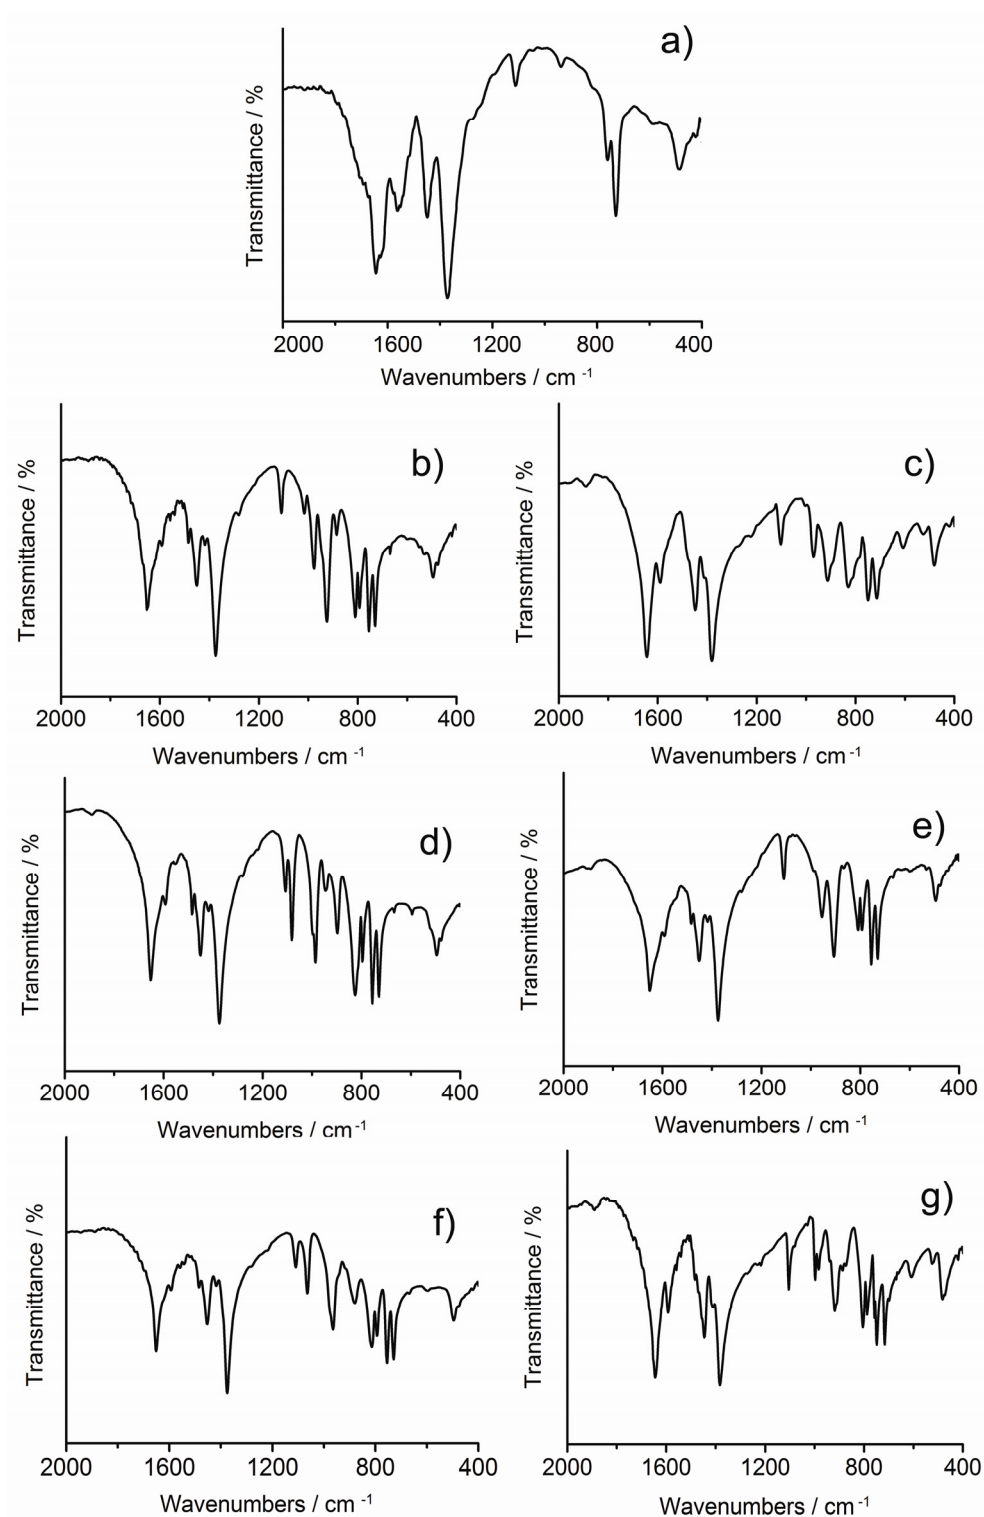 a)
Transmittance / %
2000 1600 1200 800 400
Wavenumbers / cm -1
b)
Transmittance / %
2000 1600 1200 800 400
Wavenumbers / cm -1
c)
Transmittance / %
2000 1600 1200 800 400
Wavenumbers / cm -1
d)
Transmittance / %
2000 1600 1200 800 400
Wavenumbers / cm-1
e)
Transmittance / %
2000 1600 1200 800 400
Wavenumbers / cm -1
f)
Transmittance / %
2000 1600 1200 800 400
Wavenumbers / cm -1
g)
Transmittance / %
2000 1600 1200 800 400
Wavenumbers / cm -1